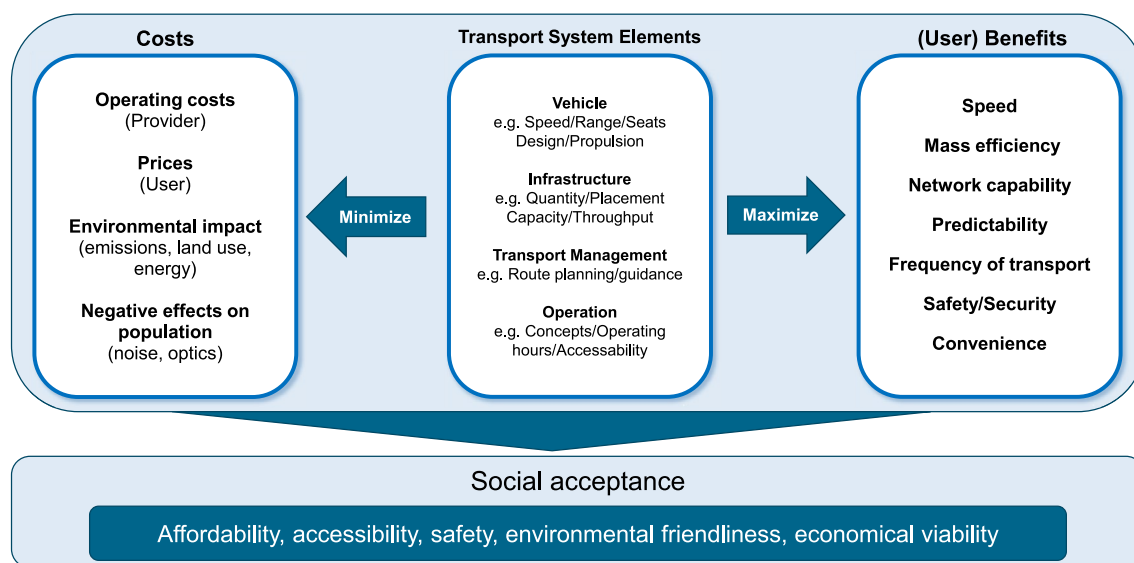 Costs
Operating costs
(Provider)
Prices
(User)
Environmental impact
(emissions, land use,
energy)
Negative effects on
population
(noise, optics)
Minimize
Transport System Elements
Vehicle
e.g. Speed/Range/Seats
Design/Propulsion
Infrastructure
e.g. Quantity/Placement
Capacity/Throughput
Transport Management
e.g. Route planning/guidance
Operation
e.g. Concepts/Operating
hours/Accessability
Maximize
(User) Benefits
Speed
Mass efficiency
Network capability
Predictability
Frequency of transport
Safety/Security
Convenience
Social acceptance
Affordability, accessibility, safety, environmental friendliness, economical viability